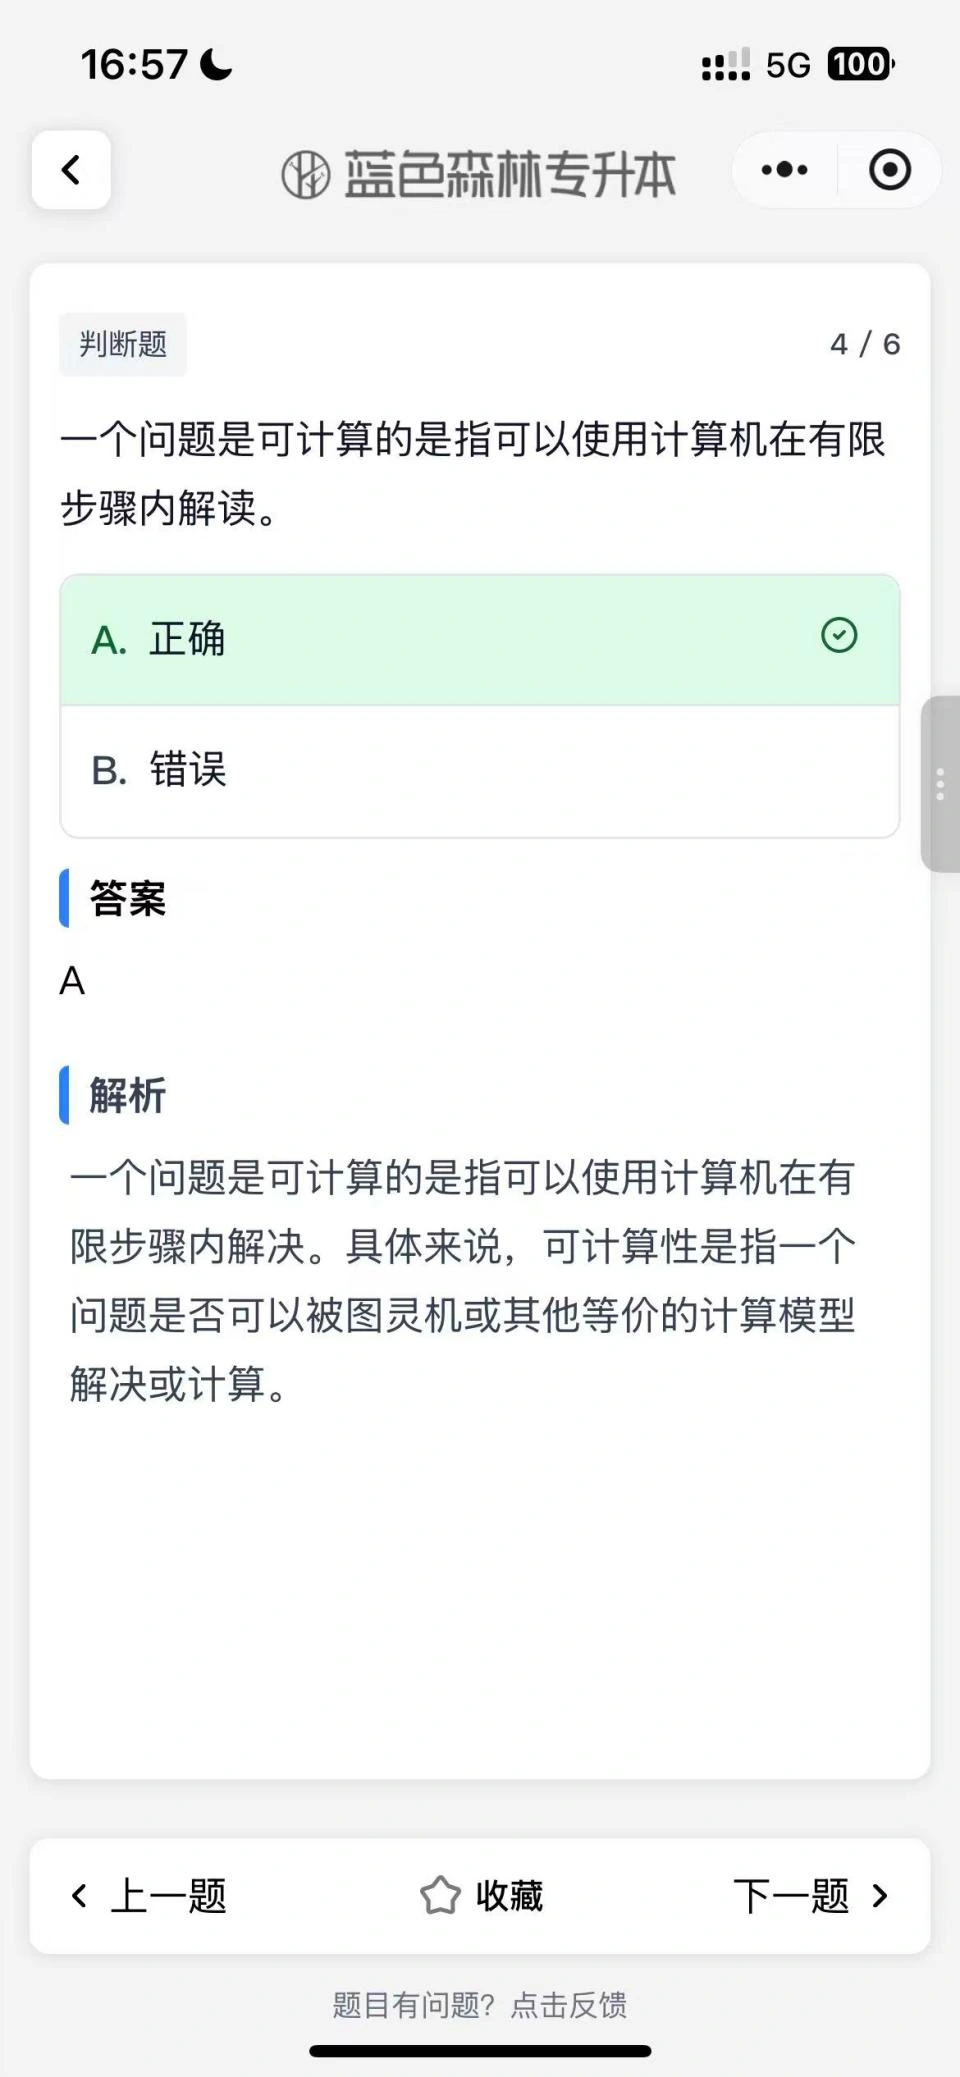 16:57
5G 100
蓝色森林专升本
判断题
4 / 6
一个问题是可计算的是指可以使用计算机在有限
步骤内解读。
A. 正确
B. 错误
答案
A
解析
一个问题是可计算的是指可以使用计算机在有
限步骤内解决。具体来说，可计算性是指一个
问题是否可以被图灵机或其他等价的计算模型
解决或计算。
上一题
收藏
下一题
题目有问题？点击反馈